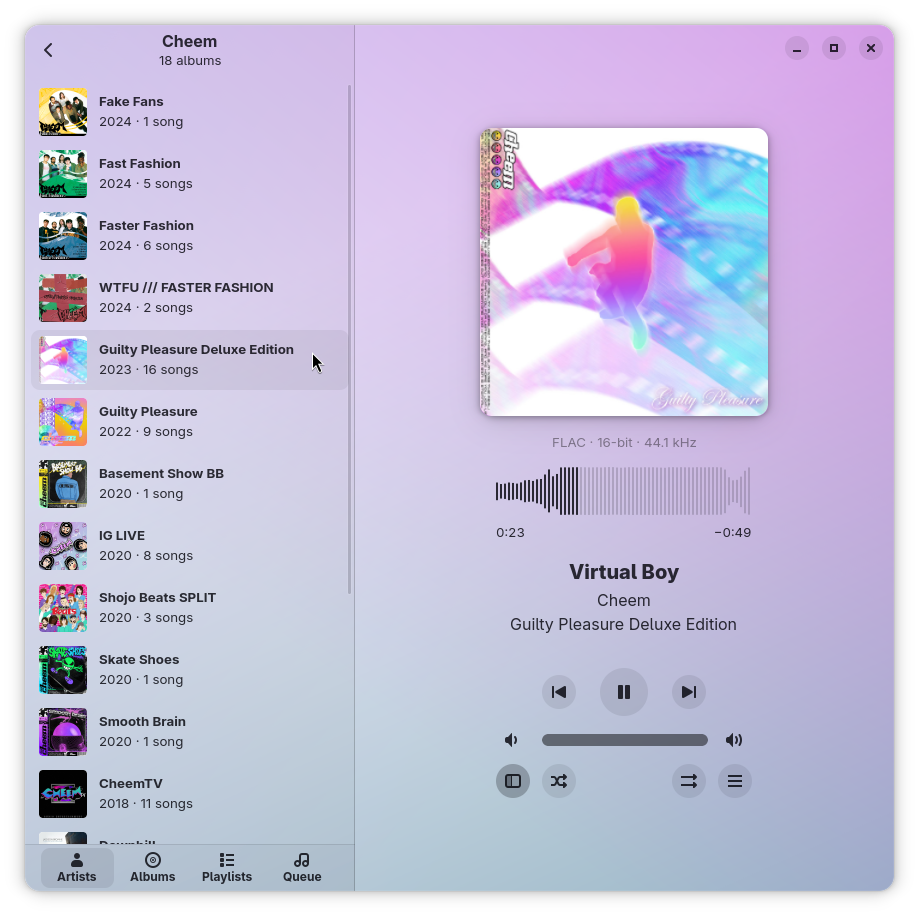 Cheem
18 albums
Fake Fans
2024 · 1 song
Fast Fashion
2024 · 5 songs
Faster Fashion
2024 · 6 songs
WTFU /// FASTER FASHION
2024 · 2 songs
Guilty Pleasure Deluxe Edition
2023 · 16 songs
Guilty Pleasure
2022 · 9 songs
Basement Show BB
2020 · 1 song
IG LIVE
2020 · 8 songs
Shojo Beats SPLIT
2020 · 3 songs
Skate Shoes
2020 · 1 song
Smooth Brain
2020 · 1 song
CheemTV
2018 · 11 songs
Downhill
Artists
Albums
Playlists
Queue
Cheem
Guilty Pleasure
FLAC · 16-bit · 44.1 kHz
0:23
−0:49
Virtual Boy
Cheem
Guilty Pleasure Deluxe Edition